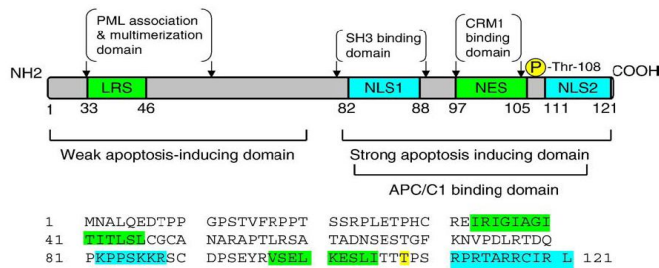 PML association
& multimerization
domain
SH3 binding
domain
CRM1
binding
domain
P -Thr-108
NH2 COOH
LRS NLS1 NES NLS2
1 33 46 82 88 97 105 111 121
Weak apoptosis-inducing domain Strong apoptosis inducing domain
APC/C1 binding domain
1 MNALQEDTPP GPSTVFRPPT SSRPLETPHC REIRIGIAGI
41 TITLSLCGCA NARAPTLRSA TADNSESTGF KNVPDLRTDQ
81 PKPPSKKRSC DPSEYRVSEL KESLITTTPS RPRTARRCIR L 121